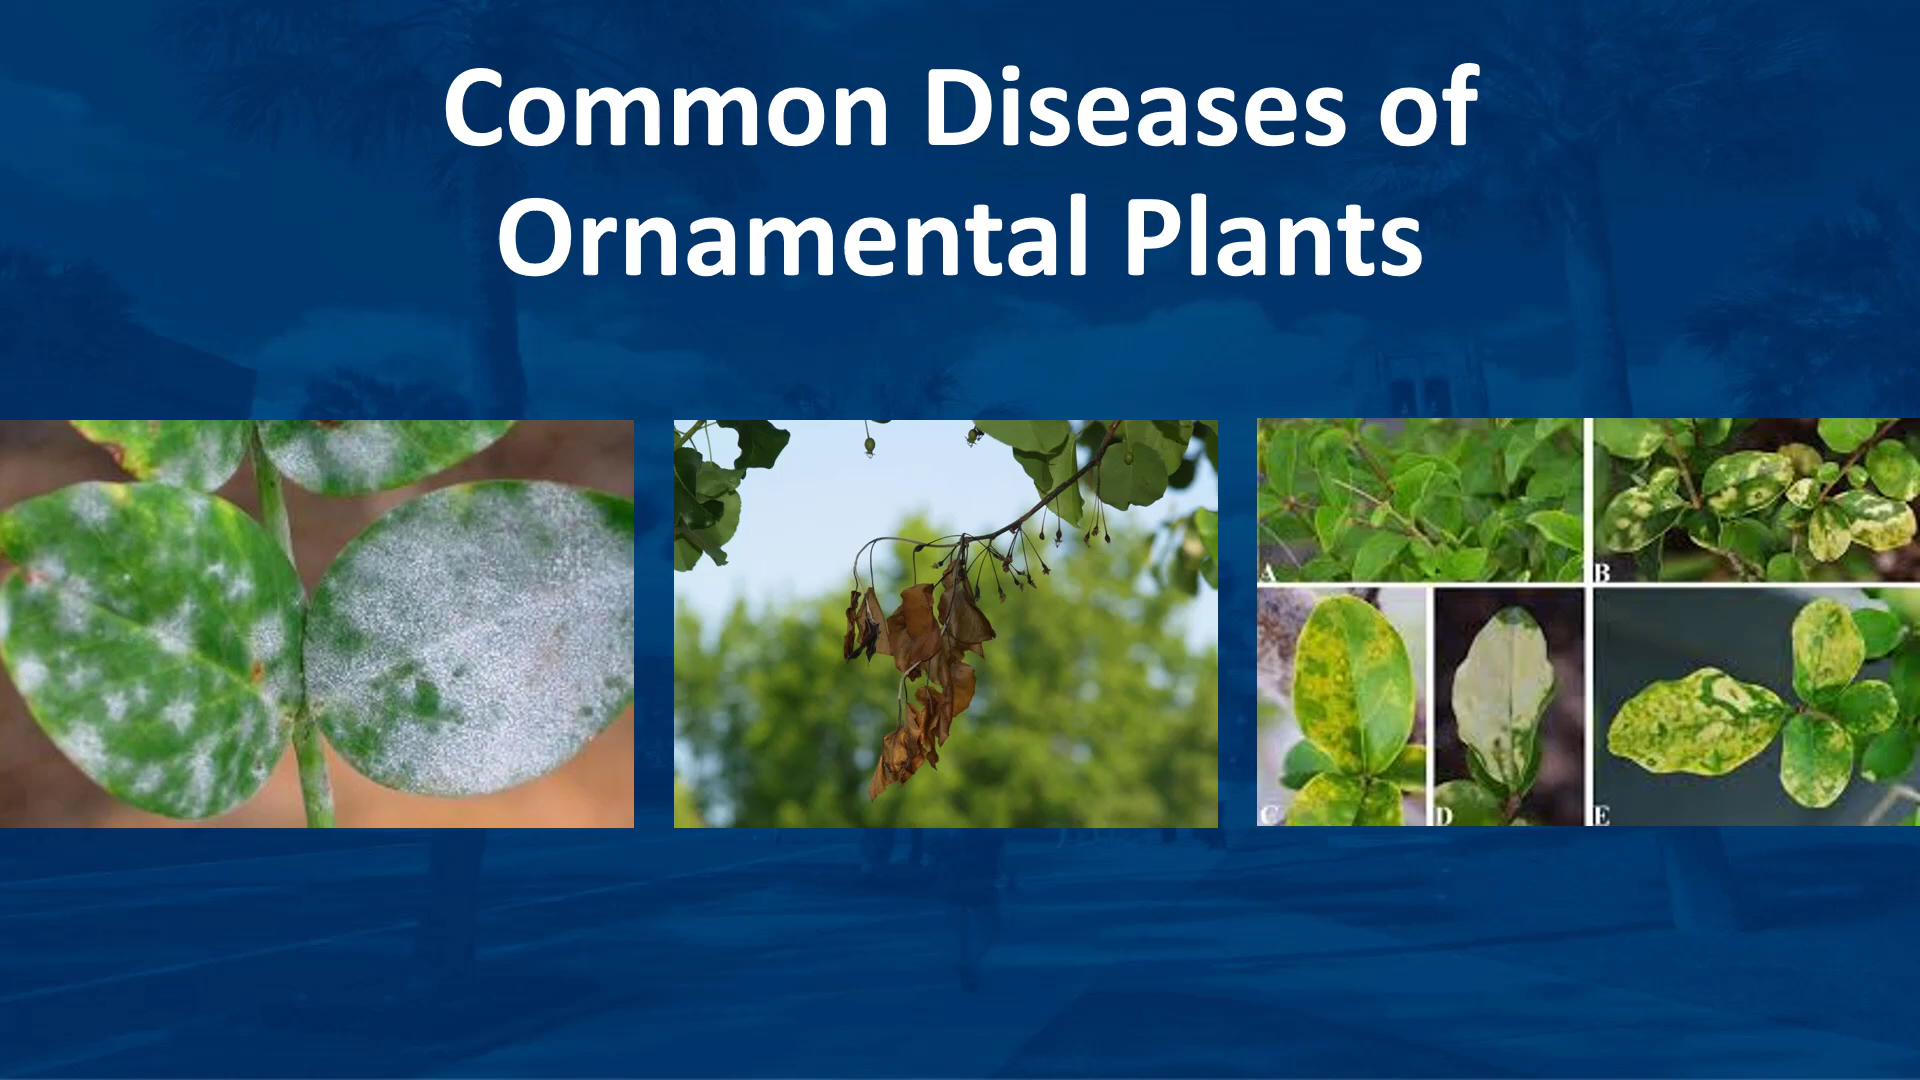 Common Diseases of
Ornamental Plants
A
B
C
D
E